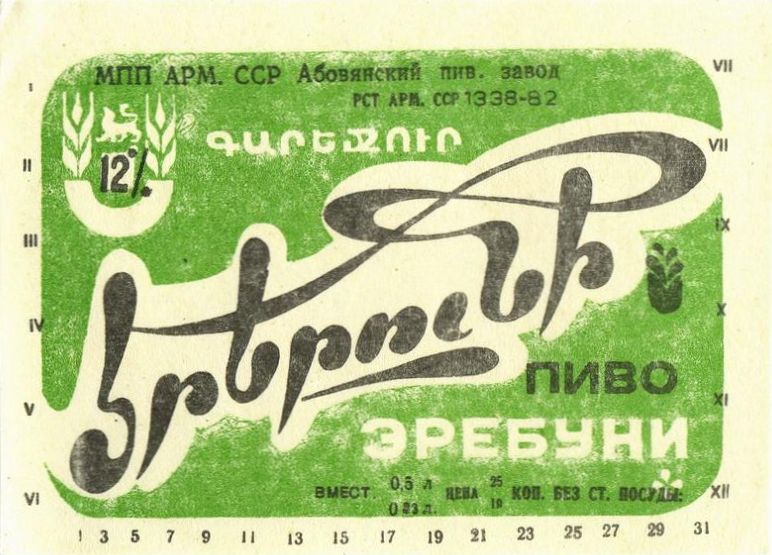 МПП АРМ. ССР Абовянский пив. завод
РСТ АРМ. ССР 1338-82
ԳԱՐԵՋՈՒՐ
12%
Էրեբունի
ПИВО
ЭРЕБУНИ
ВМЕСТ. 0,5 л ЦЕНА 25 КОП. БЕЗ СТ. ПОСУДЫ:
0 33 л. 19
I
II
III
IV
V
VI
VII
VII
IX
X
XI
XII
1 3 5 7 9 11 13 15 17 19 21 23 25 27 29 31